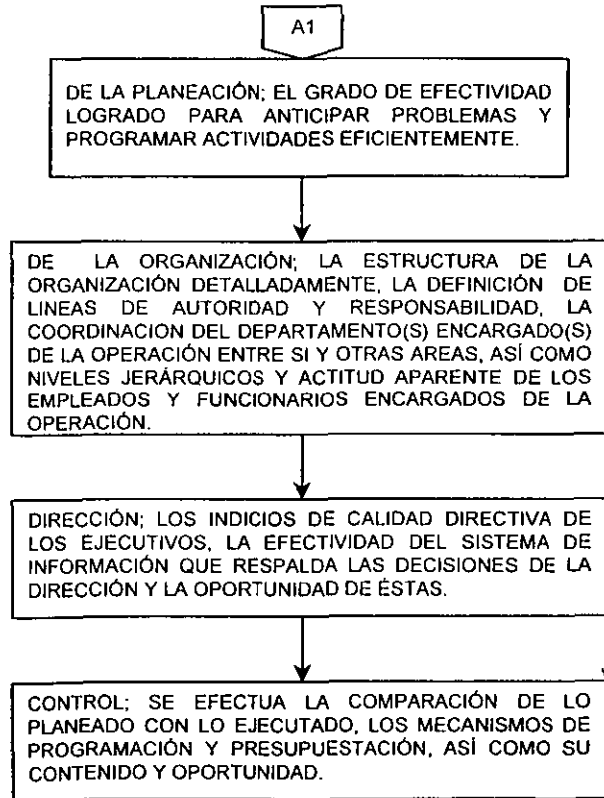 A1
DE LA PLANEACIÓN; EL GRADO DE EFECTIVIDAD
LOGRADO PARA ANTICIPAR PROBLEMAS Y
PROGRAMAR ACTIVIDADES EFICIENTEMENTE.
DE LA ORGANIZACIÓN; LA ESTRUCTURA DE LA
ORGANIZACIÓN DETALLADAMENTE, LA DEFINICIÓN DE
LINEAS DE AUTORIDAD Y RESPONSABILIDAD, LA
COORDINACION DEL DEPARTAMENTO(S) ENCARGADO(S)
DE LA OPERACIÓN ENTRE SI Y OTRAS AREAS, ASÍ COMO
NIVELES JERÁRQUICOS Y ACTITUD APARENTE DE LOS
EMPLEADOS Y FUNCIONARIOS ENCARGADOS DE LA
OPERACIÓN.
DIRECCIÓN; LOS INDICIOS DE CALIDAD DIRECTIVA DE
LOS EJECUTIVOS, LA EFECTIVIDAD DEL SISTEMA DE
INFORMACIÓN QUE RESPALDA LAS DECISIONES DE LA
DIRECCIÓN Y LA OPORTUNIDAD DE ÉSTAS.
CONTROL; SE EFECTUA LA COMPARACIÓN DE LO
PLANEADO CON LO EJECUTADO, LOS MECANISMOS DE
PROGRAMACIÓN Y PRESUPUESTACIÓN, ASÍ COMO SU
CONTENIDO Y OPORTUNIDAD.